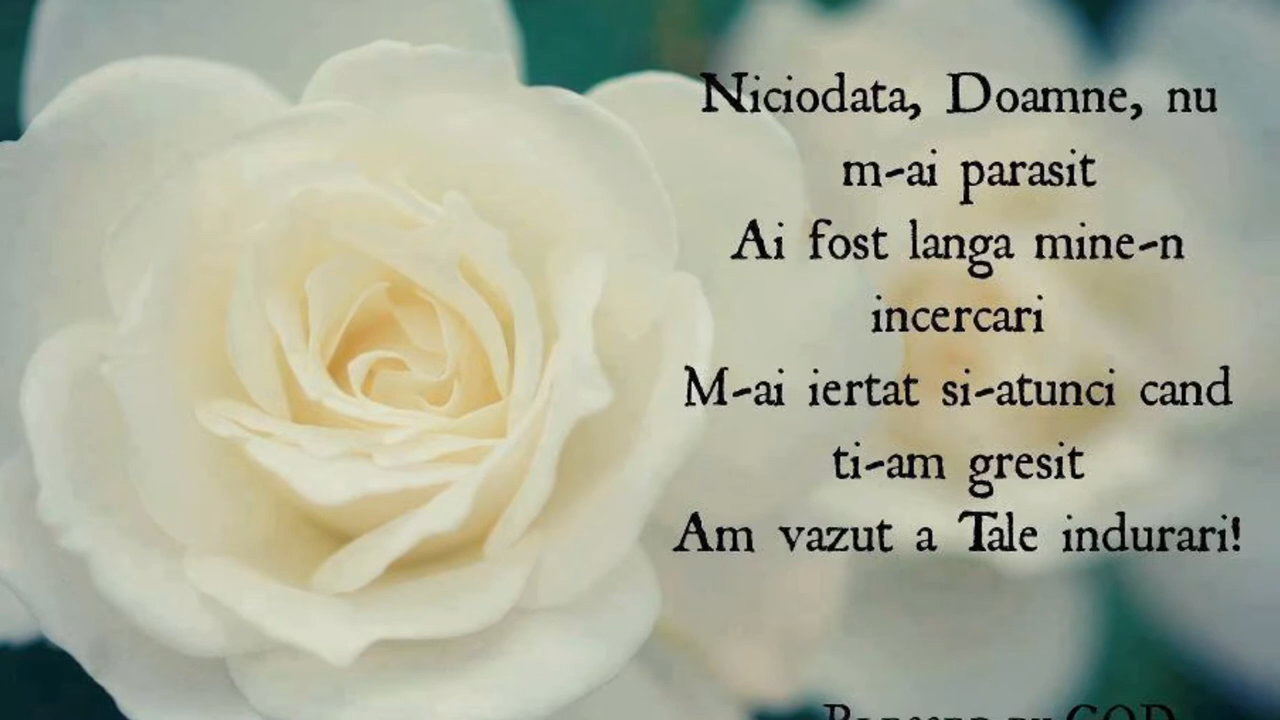 Niciodata, Doamne, nu
m-ai parasit
Ai fost langa mine-n
incercari
M-ai iertat si-atunci cand
ti-am gresit
Am vazut a Tale indurari!
GOD